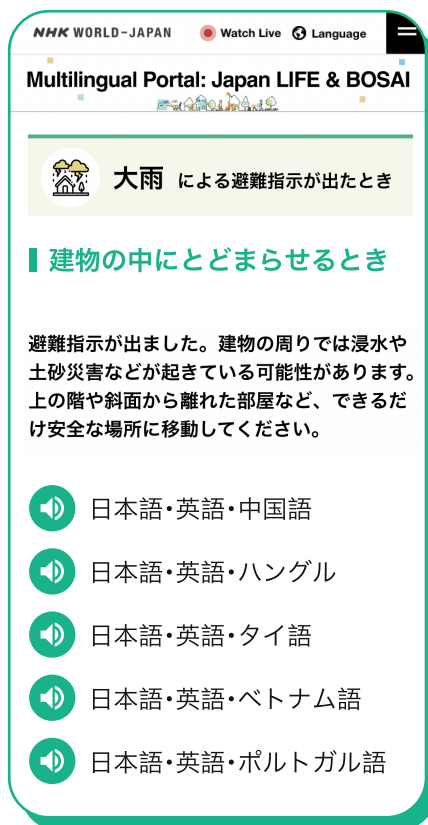 NHK WORLD-JAPAN Watch Live Language
Multilingual Portal: Japan LIFE & BOSAI
大雨 による避難指示が出たとき
建物の中にとどまらせるとき
避難指示が出ました。建物の周りでは浸水や
土砂災害などが起きている可能性があります。
上の階や斜面から離れた部屋など、できるだ
け安全な場所に移動してください。
日本語・英語・中国語
日本語・英語・ハングル
日本語・英語・タイ語
日本語・英語・ベトナム語
日本語・英語・ポルトガル語